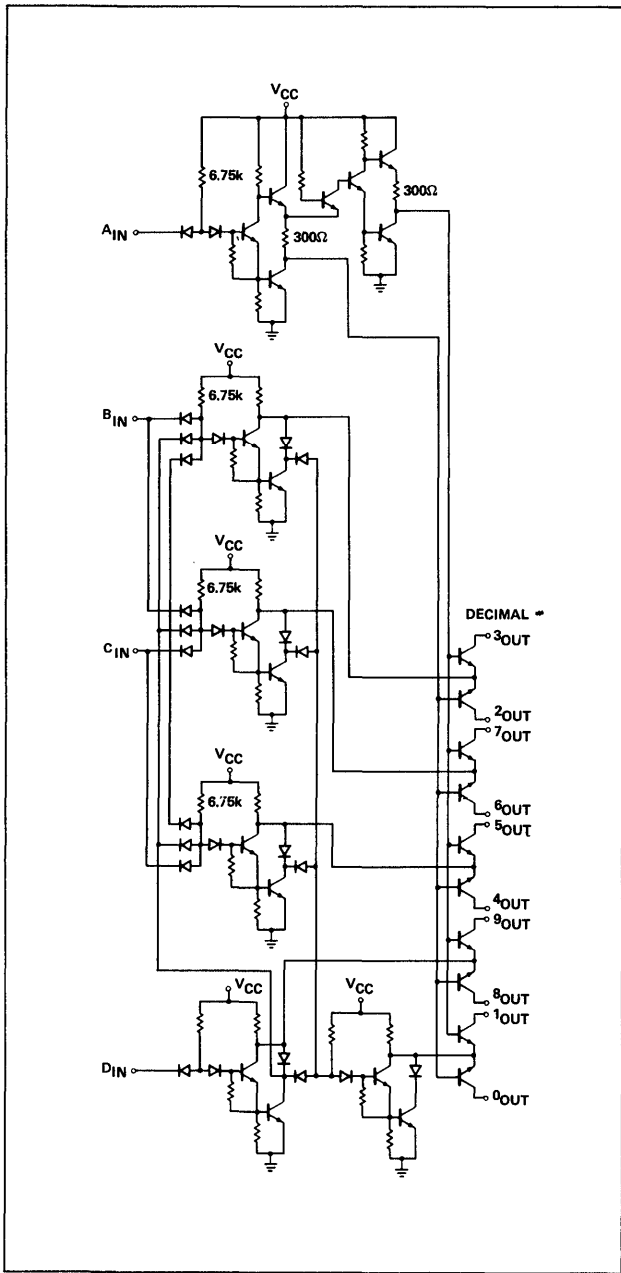 VCC
6.75k
300Ω
AIN
300Ω
VCC
6.75k
BIN
VCC
6.75k
CIN
DECIMAL
3OUT
2OUT
7OUT
VCC
6.75k
6OUT
5OUT
4OUT
9OUT
VCC
VCC
8OUT
1OUT
DIN
0OUT